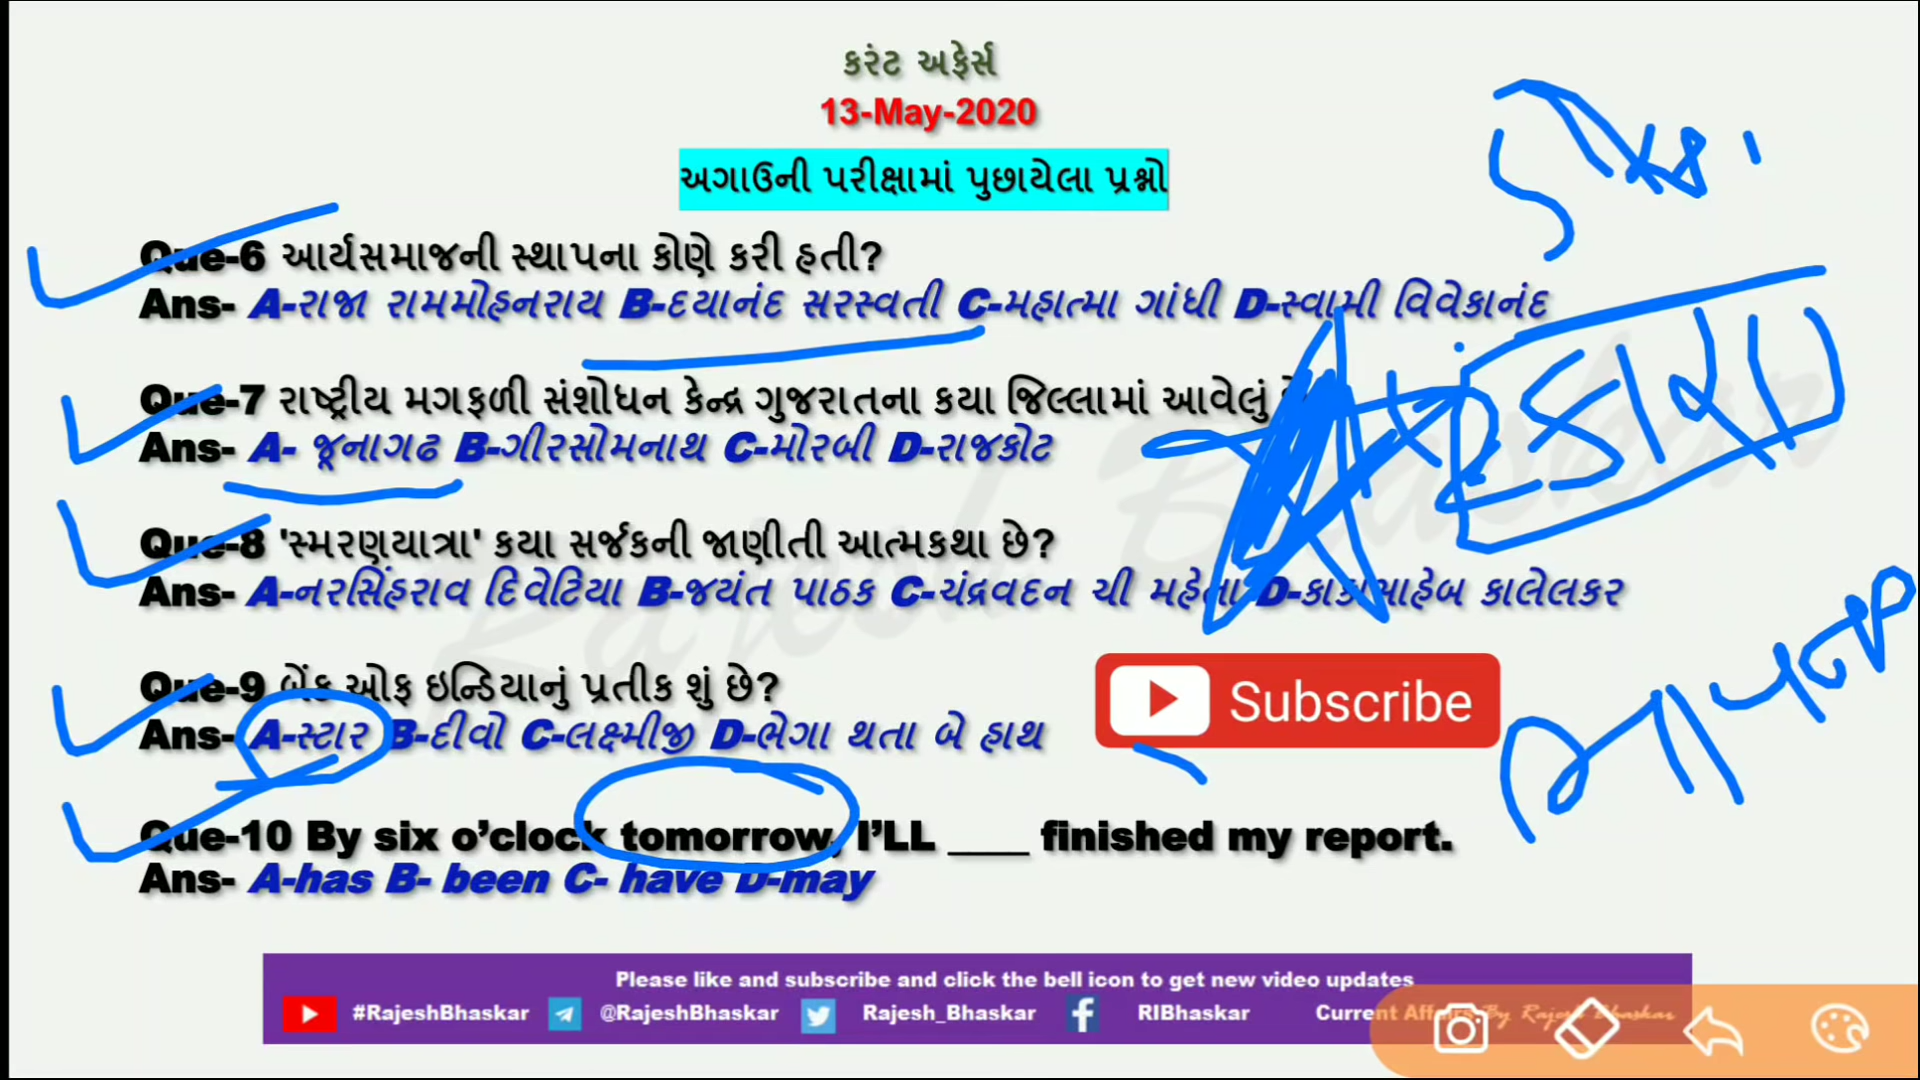 કરંટ અફેર્સ
13-May-2020
અગાઉની પરીક્ષામાં પુછાયેલા પ્રશ્નો
Que-6 આર્યસમાજની સ્થાપના કોણે કરી હતી?
Ans- A-રાજા રામમોહનરાય B-દયાનંદ સરસ્વતી C-મહાત્મા ગાંધી D-સ્વામી વિવેકાનંદ
Que-7 રાષ્ટ્રીય મગફળી સંશોધન કેન્દ્ર ગુજરાતના કયા જિલ્લામાં આવેલું
Ans- A- જૂનાગઢ B-ગીરસોમનાથ C-મોરબી D-રાજકોટ
Que-8 'સ્મરણયાત્રા' કયા સર્જકની જાણીતી આત્મકથા છે?
Ans- A-નરસિંહરાવ દિવેટિયા B-જયંત પાઠક C-ચંદ્રવદન ચી મહેતા D-કાકાસાહેબ કાલેલકર
Que-9 બેંક ઓફ ઇન્ડિયાનું પ્રતીક શું છે?
Ans- A-સ્ટાર B-દીવો C-લક્ષ્મીજી D-ભેગા થતા બે હાથ
Subscribe
Que-10 By six o’clock tomorrow, I’LL ____ finished my report.
Ans- A-has B- been C- have D-may
Please like and subscribe and click the bell icon to get new video updates
#RajeshBhaskar @RajeshBhaskar Rajesh_Bhaskar RIBhaskar Current Affairs By Rajesh Bhaskar
Rajesh Bhaskar